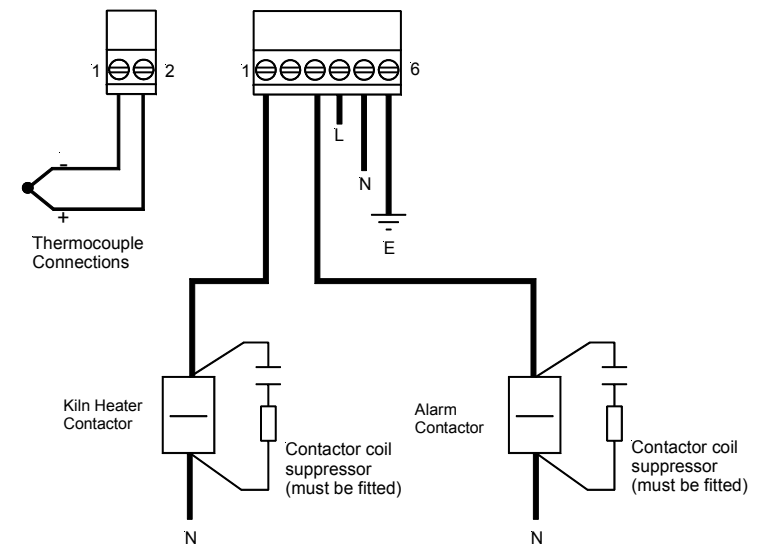 1
2
1
6
L
N
E
-
+
Thermocouple
Connections
Kiln Heater
Contactor
Contactor coil
suppressor
(must be fitted)
Alarm
Contactor
Contactor coil
suppressor
(must be fitted)
N
N